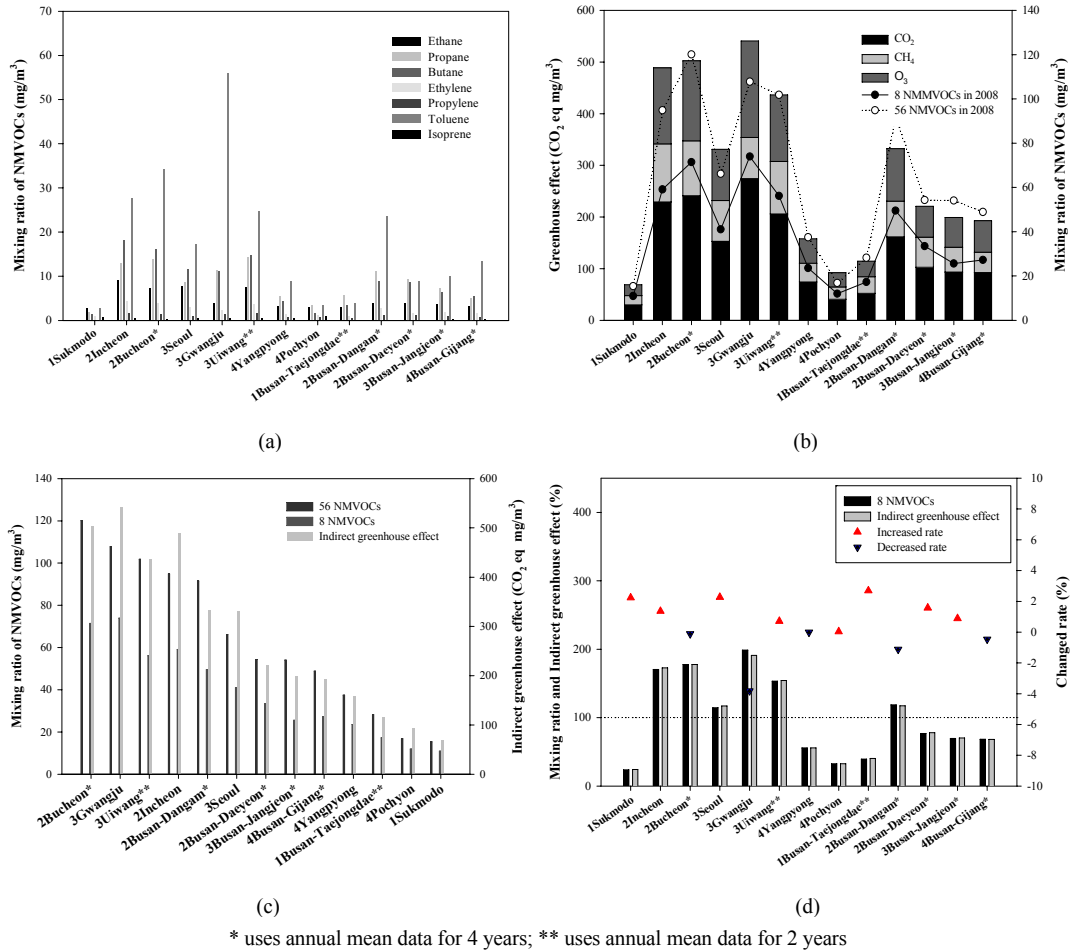 70
60
50
40
30
20
10
0
Mixing ratio of NMVOCs (mg/m³)
Ethane
Propane
Butane
Ethylene
Propylene
Toluene
Isoprene
1Sukmodo
2Incheon
2Bucheon*
3Seoul
3Gwangju
3Uiwang**
4Yangpyong
4Pochyon
1Busan-Taejongdae**
2Busan-Dangam*
2Busan-Daeyeon*
3Busan-Jangjeon*
4Busan-Gijang*
(a)
600
500
400
300
200
100
0
Greenhouse effect (CO₂ eq mg/m³)
CO₂
CH₄
O₃
8 NMMVOCs in 2008
56 NMVOCs in 2008
140
120
100
80
60
40
20
0
Mixing ratio of NMVOCs (mg/m³)
1Sukmodo
2Incheon
2Bucheon*
3Seoul
3Gwangju
3Uiwang**
4Yangpyong
4Pochyon
1Busan-Taejongdae**
2Busan-Dangam*
2Busan-Daeyeon*
3Busan-Jangjeon*
4Busan-Gijang*
(b)
140
120
100
80
60
40
20
0
Mixing ratio of NMVOCs (mg/m³)
56 NMVOCs
8 NMVOCs
Indirect greenhouse effect
600
500
400
300
200
100
0
Indirect greenhouse effect (CO₂ eq mg/m³)
2Bucheon*
3Gwangju
3Uiwang**
2Incheon
2Busan-Dangam*
3Seoul
2Busan-Daeyeon*
3Busan-Jangjeon*
4Busan-Gijang*
4Yangpyong
1Busan-Taejongdae**
4Pochyon
1Sukmodo
(c)
400
300
200
100
0
Mixing ratio and Indirect greenhouse effect (%)
8 NMVOCs
Indirect greenhouse effect
Increased rate
Decreased rate
10
8
6
4
2
0
-2
-4
-6
-8
-10
Changed rate (%)
1Sukmodo
2Incheon
2Bucheon*
3Seoul
3Gwangju
3Uiwang**
4Yangpyong
4Pochyon
1Busan-Taejongdae**
2Busan-Dangam*
2Busan-Daeyeon*
3Busan-Jangjeon*
4Busan-Gijang*
(d)
* uses annual mean data for 4 years; ** uses annual mean data for 2 years